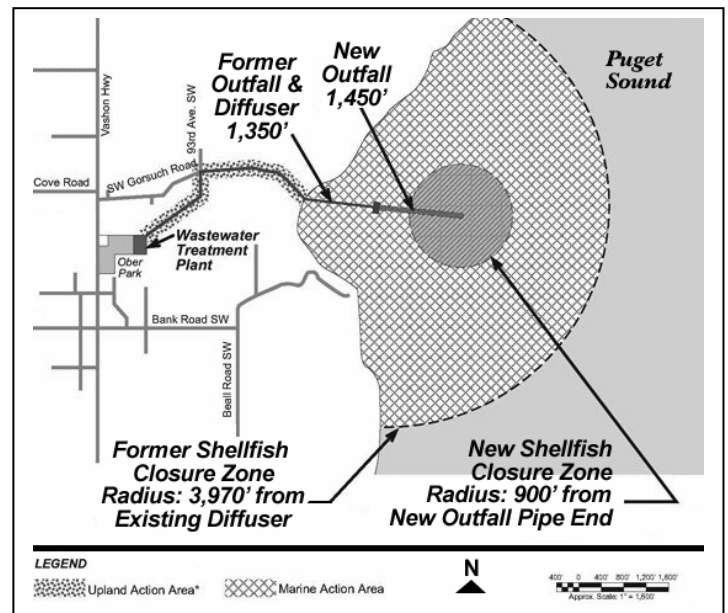 Former
Outfall &
Diffuser
1,350'
New
Outfall
1,450'
Puget
Sound
Vashon Hwy
93rd Ave. SW
SW Gorsuch Road
Cove Road
Wastewater
Treatment
Plant
Ober
Park
Bank Road SW
Beall Road SW
Former Shellfish
Closure Zone
Radius: 3,970' from
Existing Diffuser
New Shellfish
Closure Zone
Radius: 900' from
New Outfall Pipe End
LEGEND
Upland Action Area*
Marine Action Area
N
400' 0 400' 800' 1,200' 1,600'
Approx. Scale: 1" = 1,600'